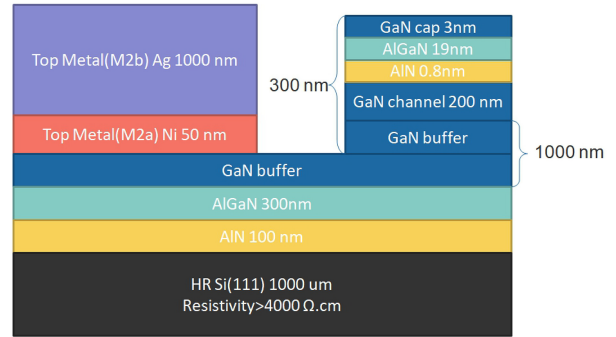 GaN cap 3nm
AlGaN 19nm
AlN 0.8nm
GaN channel 200 nm
GaN buffer
300 nm
1000 nm
Top Metal(M2b) Ag 1000 nm
Top Metal(M2a) Ni 50 nm
GaN buffer
AlGaN 300nm
AlN 100 nm
HR Si(111) 1000 um
Resistivity>4000 Ω.cm